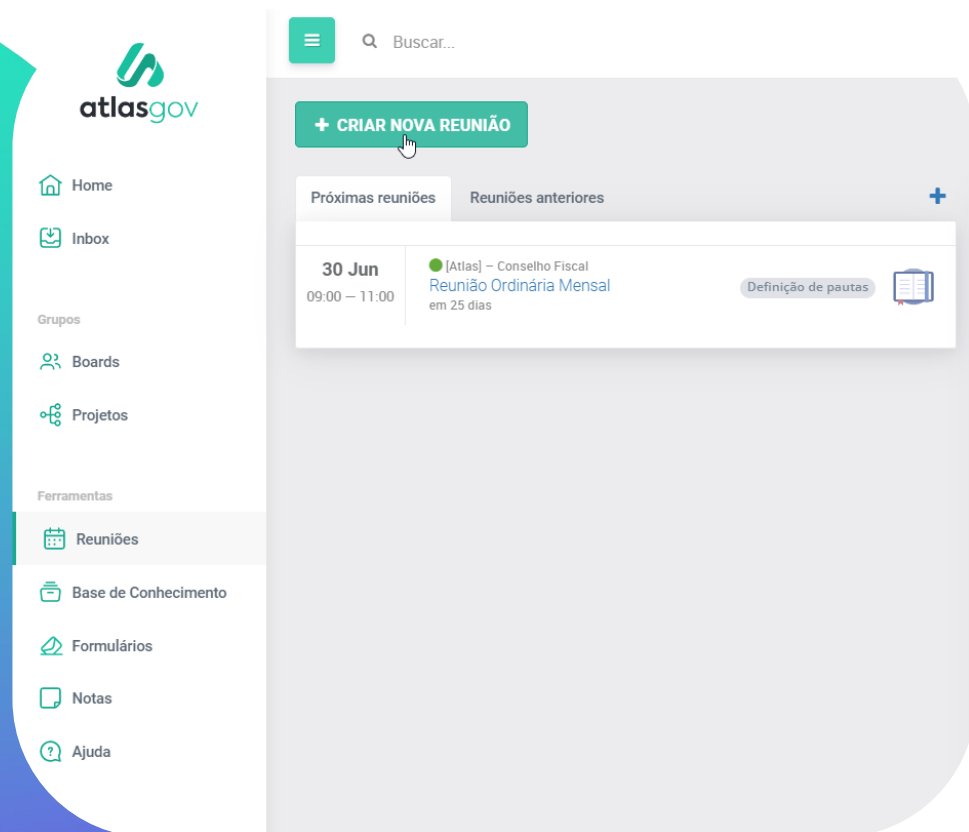 atlasgov
Home
Inbox
Grupos
Boards
Projetos
Ferramentas
Reuniões
Base de Conhecimento
Formulários
Notas
Ajuda
Buscar...
+ CRIAR NOVA REUNIÃO
Próximas reuniões Reuniões anteriores +
30 Jun
09:00 — 11:00
[Atlas] – Conselho Fiscal
Reunião Ordinária Mensal
em 25 dias
Definição de pautas